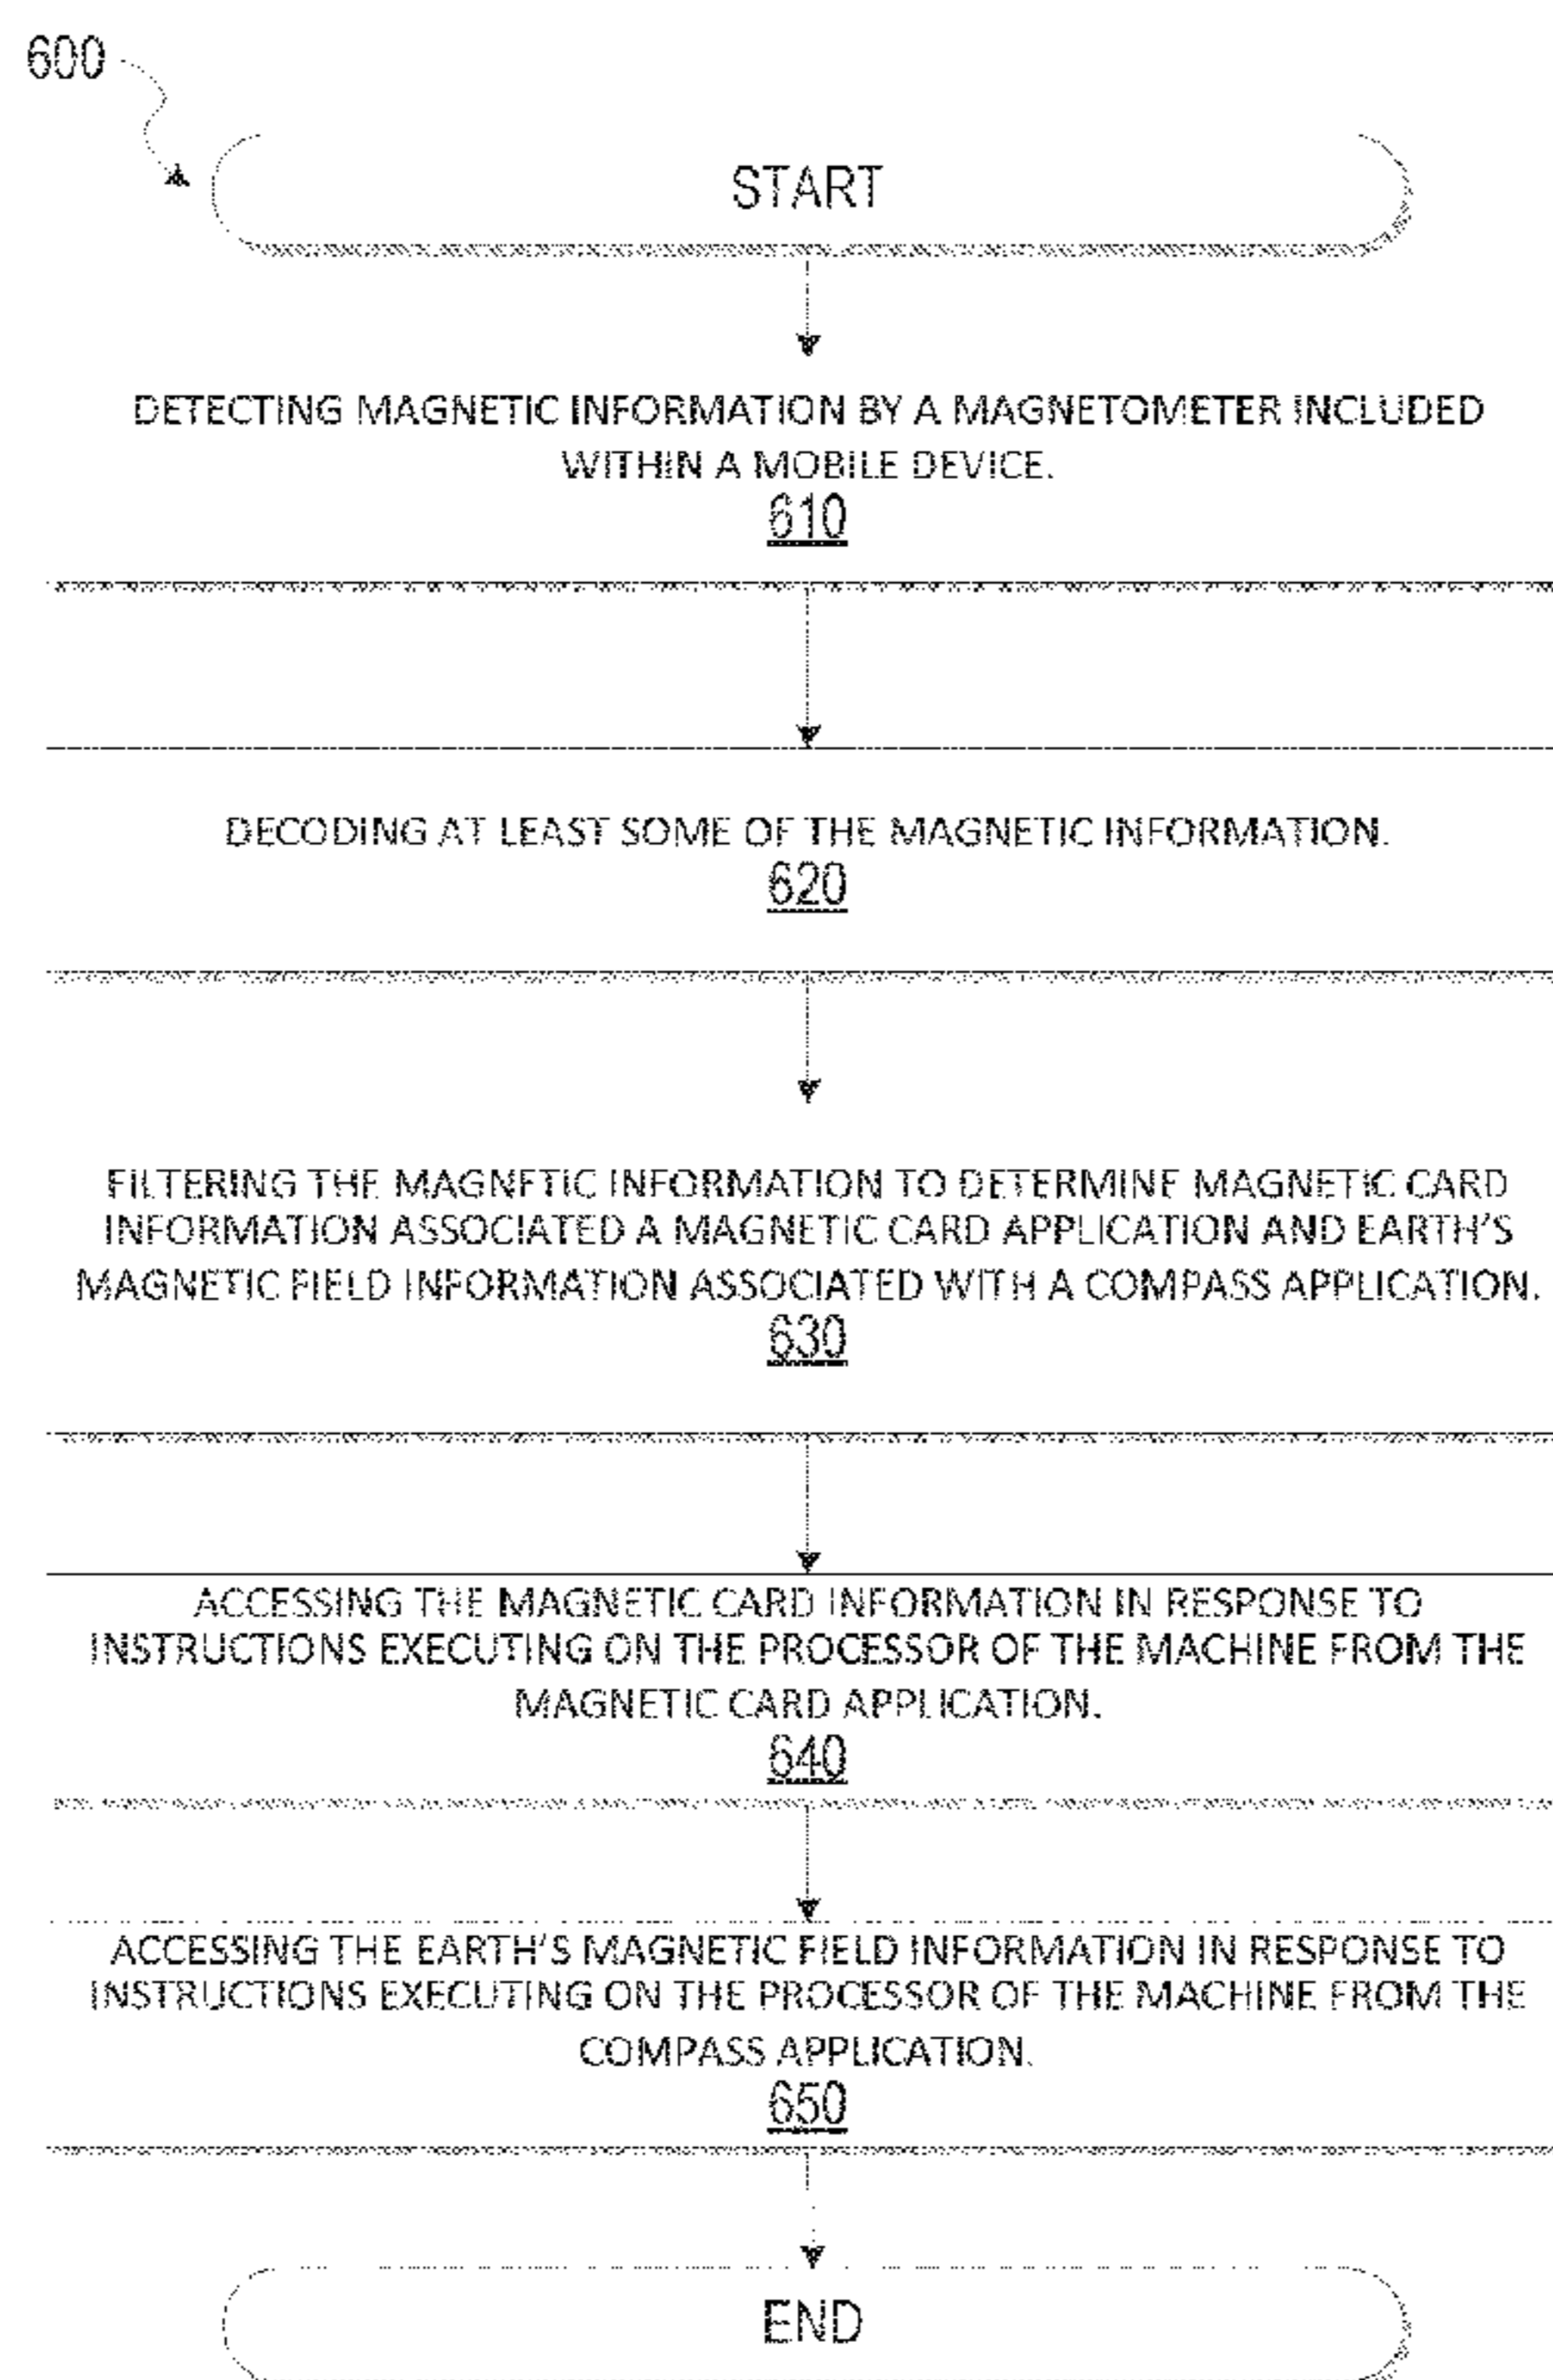 600
START
DETECTING MAGNETIC INFORMATION BY A MAGNETOMETER INCLUDED
WITHIN A MOBILE DEVICE.
610
DECODING AT LEAST SOME OF THE MAGNETIC INFORMATION.
620
FILTERING THE MAGNETIC INFORMATION TO DETERMINE MAGNETIC CARD
INFORMATION ASSOCIATED A MAGNETIC CARD APPLICATION AND EARTH'S
MAGNETIC FIELD INFORMATION ASSOCIATED WITH A COMPASS APPLICATION.
630
ACCESSING THE MAGNETIC CARD INFORMATION IN RESPONSE TO
INSTRUCTIONS EXECUTING ON THE PROCESSOR OF THE MACHINE FROM THE
MAGNETIC CARD APPLICATION.
640
ACCESSING THE EARTH'S MAGNETIC FIELD INFORMATION IN RESPONSE TO
INSTRUCTIONS EXECUTING ON THE PROCESSOR OF THE MACHINE FROM THE
COMPASS APPLICATION.
650
END